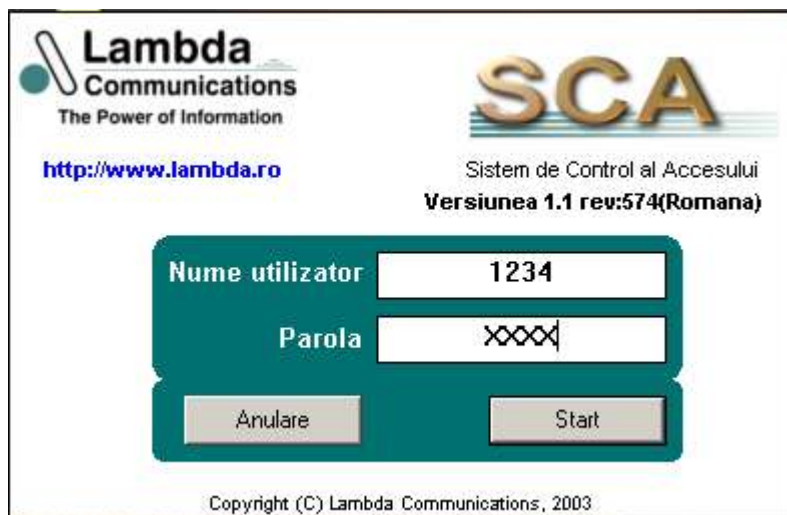 Lambda
Communications
The Power of Information
SCA
http://www.lambda.ro
Sistem de Control al Accesului
Versiunea 1.1 rev:574(Romana)
Nume utilizator 1234
Parola XXXX
Anulare Start
Copyright (C) Lambda Communications, 2003